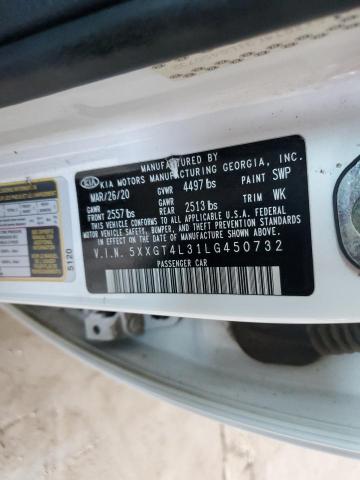 MANUFACTURED BY
KIA KIA MOTORS MANUFACTURING GEORGIA, INC.
MAR/26/20 GVWR 4497 lbs PAINT SWP
GAWR FRONT 2557 lbs GAWR REAR 2513 lbs TRIM WK
THIS VEHICLE CONFORMS TO ALL APPLICABLE FEDERAL
MOTOR VEHICLE SAFETY, BUMPER, AND THEFT PREVENTION STANDARDS
IN EFFECT ON THE DATE OF MANUFACTURE SHOWN ABOVE.
V.I.N. 5XXGT4L31LG450732
PASSENGER CAR
5120